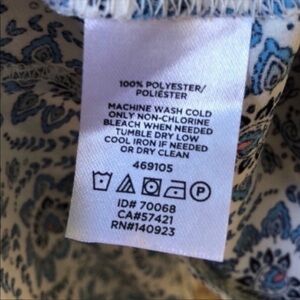 100% POLYESTER/
POLIÉSTER
MACHINE WASH COLD
ONLY NON-CHLORINE
BLEACH WHEN NEEDED
TUMBLE DRY LOW
COOL IRON IF NEEDED
OR DRY CLEAN
469105
P
ID# 70068
CA#57421
RN#140923